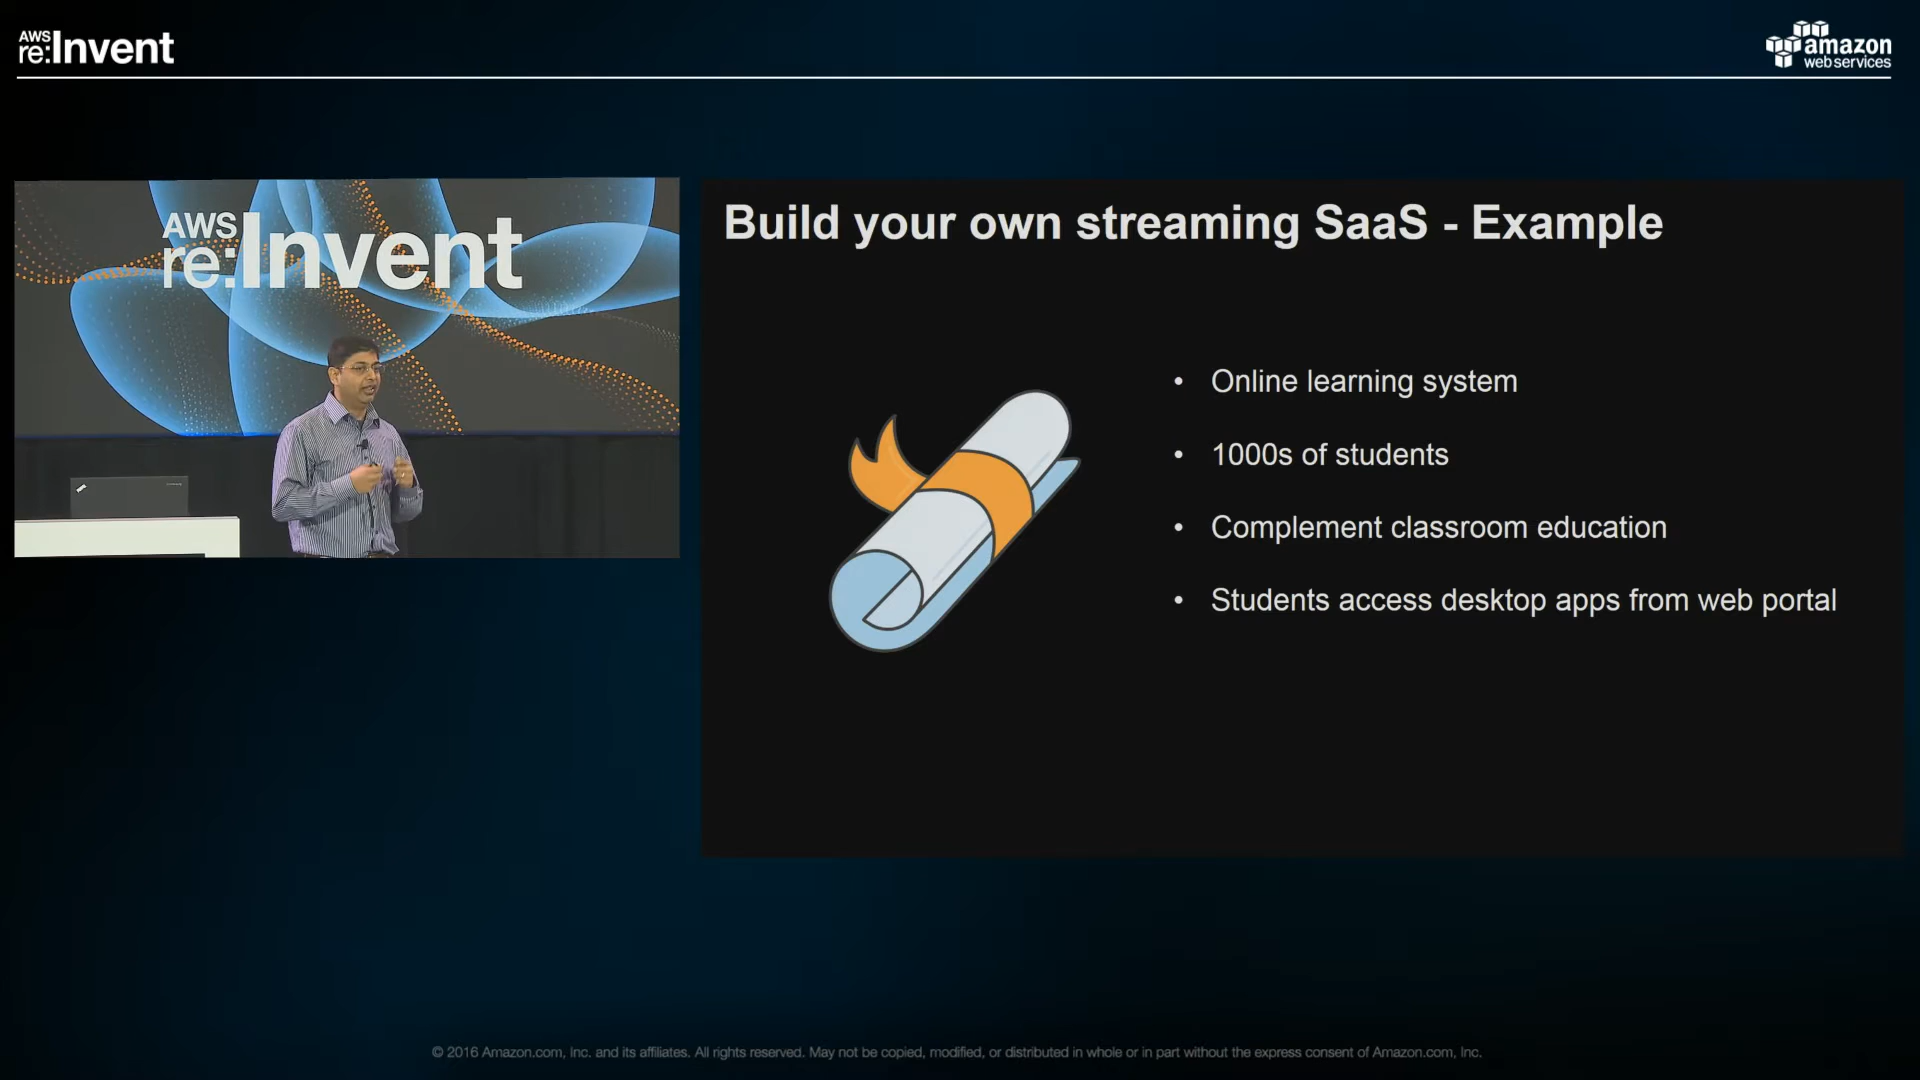 AWS
re:Invent
amazon
web services
AWS
re:Invent
Build your own streaming SaaS - Example
• Online learning system
• 1000s of students
• Complement classroom education
• Students access desktop apps from web portal
© 2016 Amazon.com, Inc. and its affiliates. All rights reserved. May not be copied, modified, or distributed in whole or in part without the express consent of Amazon.com, Inc.